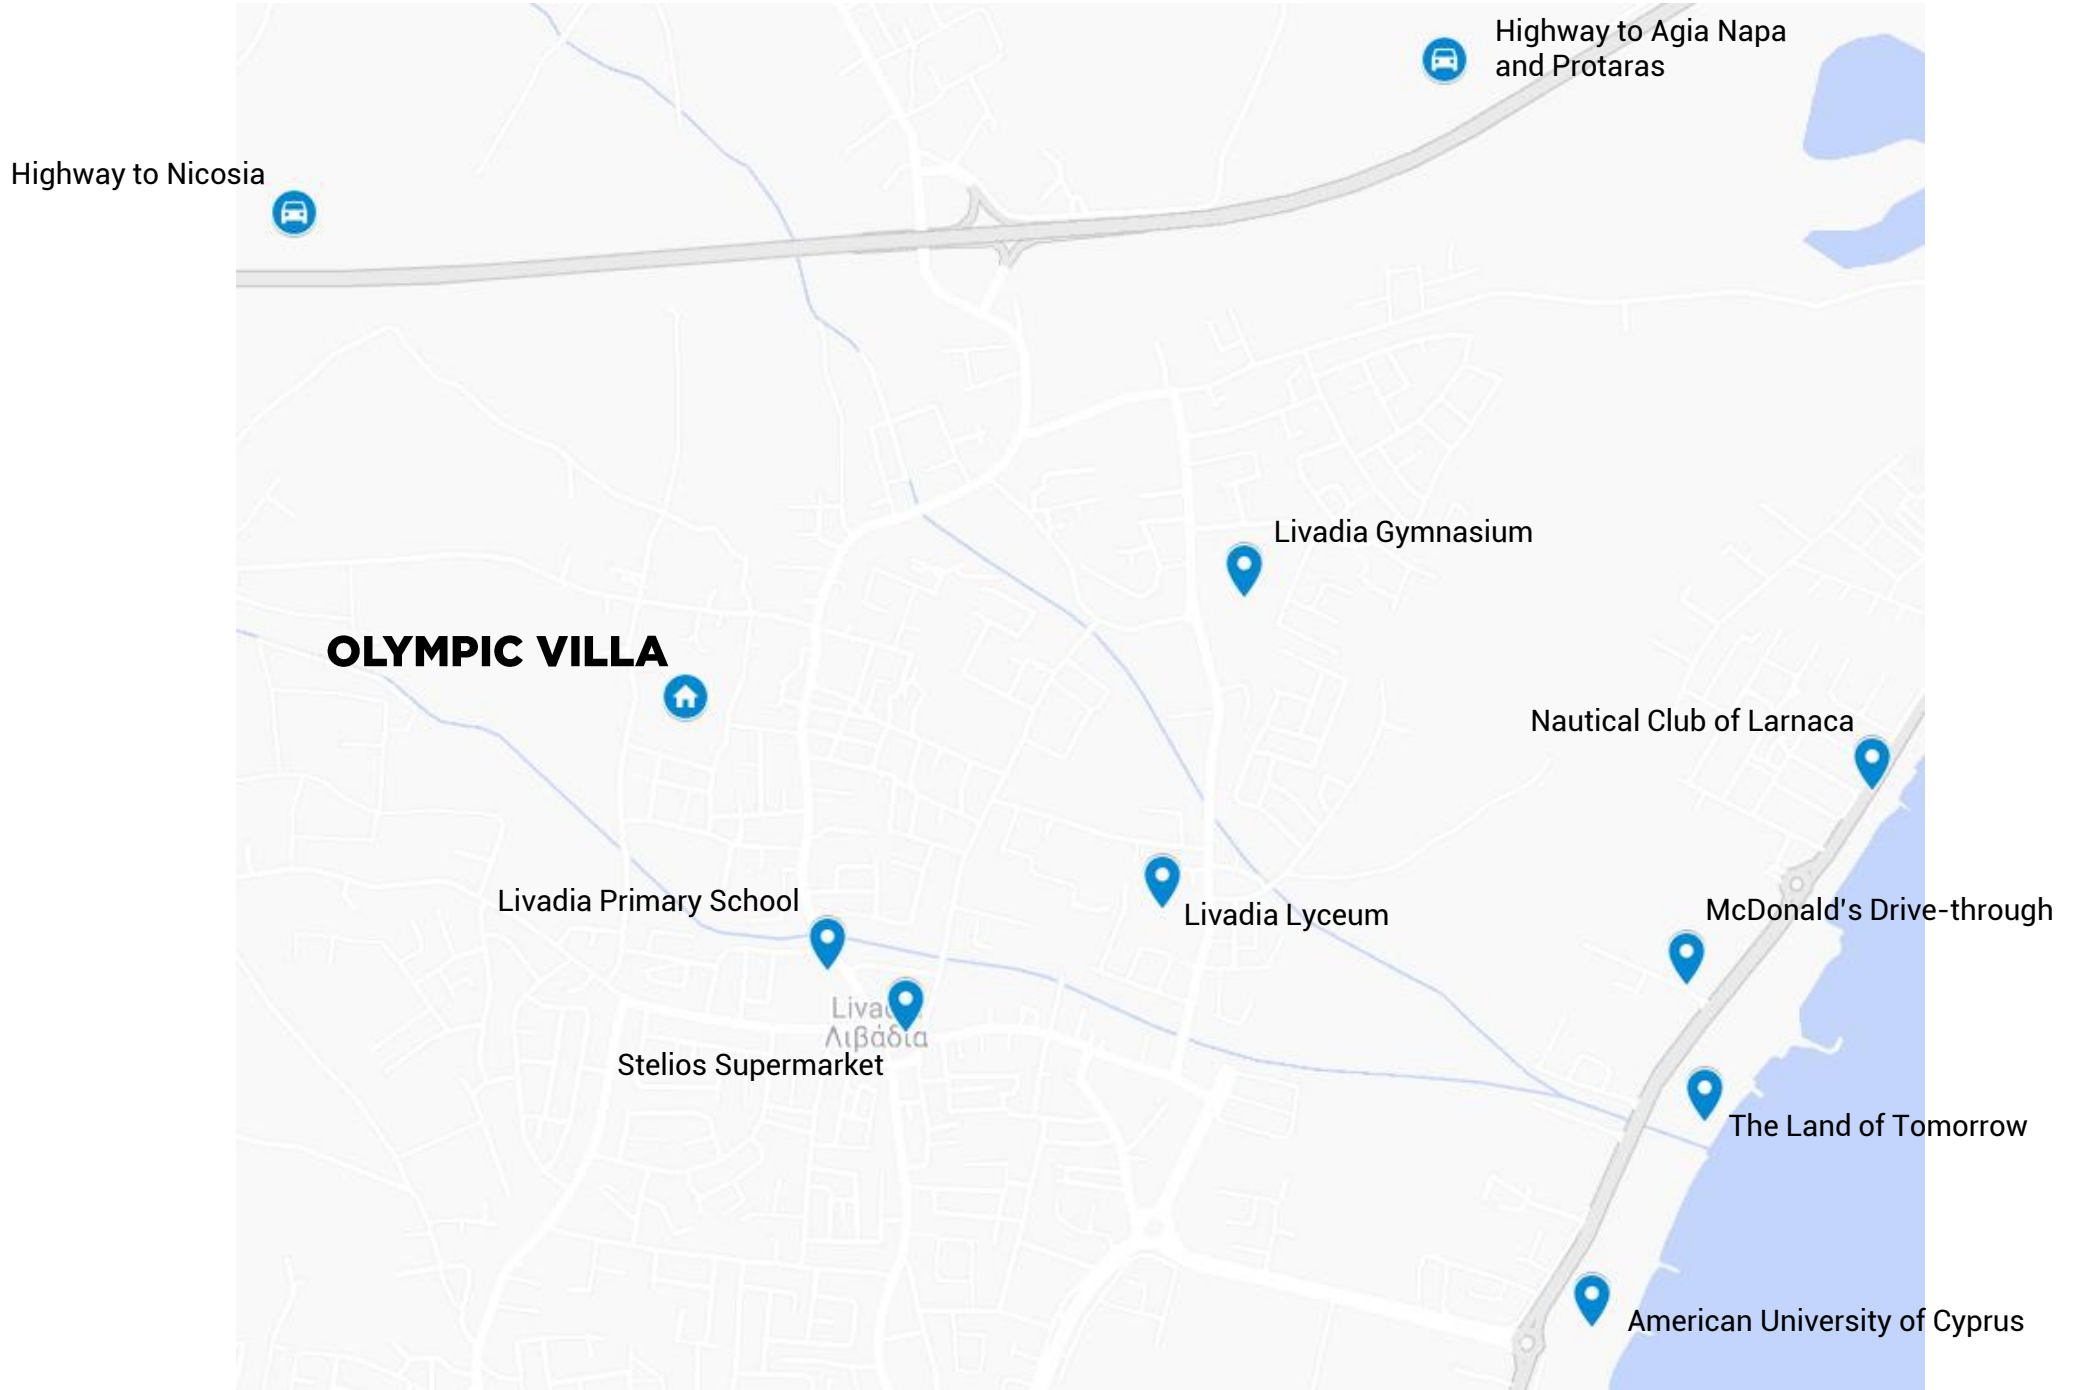 Highway to Agia Napa
and Protaras
Highway to Nicosia
Livadia Gymnasium
OLYMPIC VILLA
Nautical Club of Larnaca
Livadia Primary School
Livadia Lyceum
McDonald's Drive-through
Λιβάδια
Stelios Supermarket
The Land of Tomorrow
American University of Cyprus